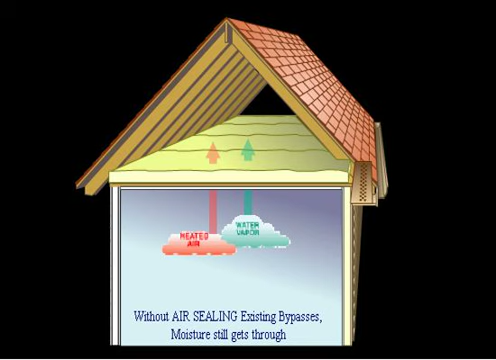 HEATED
AIR
WATER
VAPOR
Without AIR SEALING Existing Bypasses,
Moisture still gets through